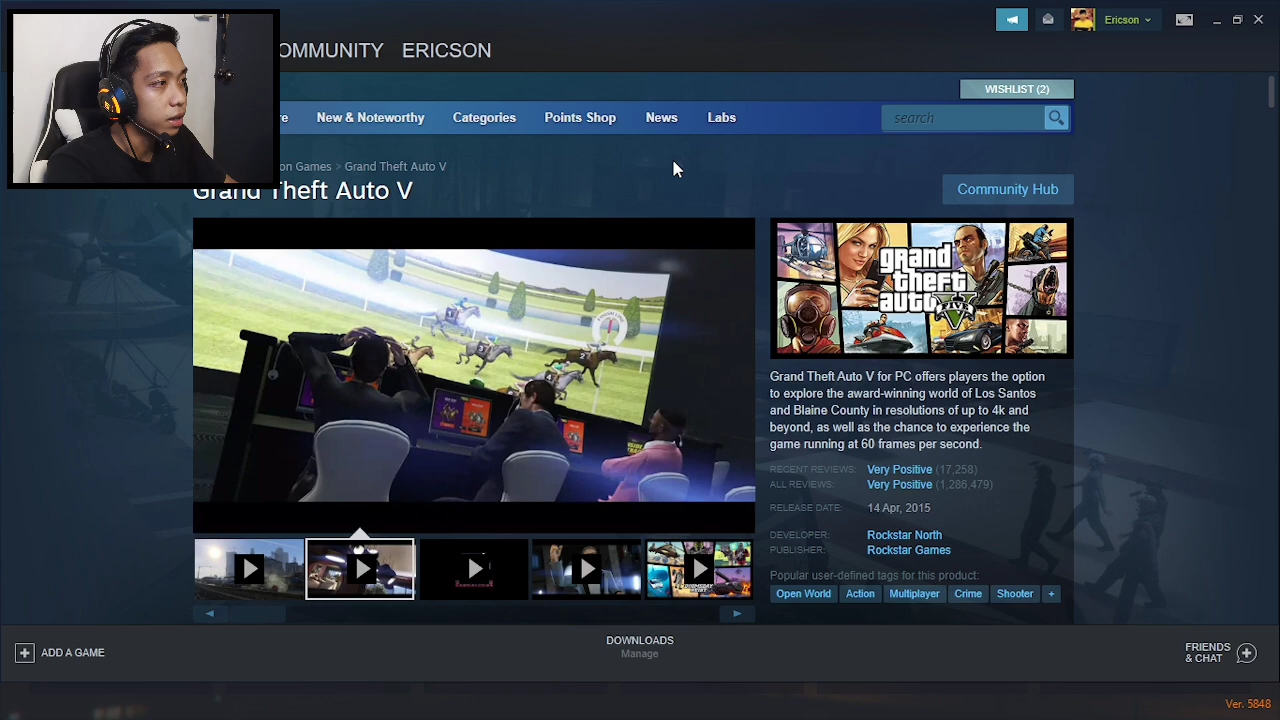 Ericson
OMMUNITY ERICSON
WISHLIST (2)
re New & Noteworthy Categories Points Shop News Labs
search
on Games > Grand Theft Auto V
Grand Theft Auto V
Community Hub
grand
theft
auto
V
FIVE
Grand Theft Auto V for PC offers players the option
to explore the award-winning world of Los Santos
and Blaine County in resolutions of up to 4k and
beyond, as well as the chance to experience the
game running at 60 frames per second.
RECENT REVIEWS: Very Positive (17,258)
ALL REVIEWS: Very Positive (1,286,479)
RELEASE DATE: 14 Apr, 2015
DEVELOPER: Rockstar North
PUBLISHER: Rockstar Games
Popular user-defined tags for this product:
Open World Action Multiplayer Crime Shooter +
ADD A GAME
DOWNLOADS
Manage
FRIENDS
& CHAT
Ver. 5848